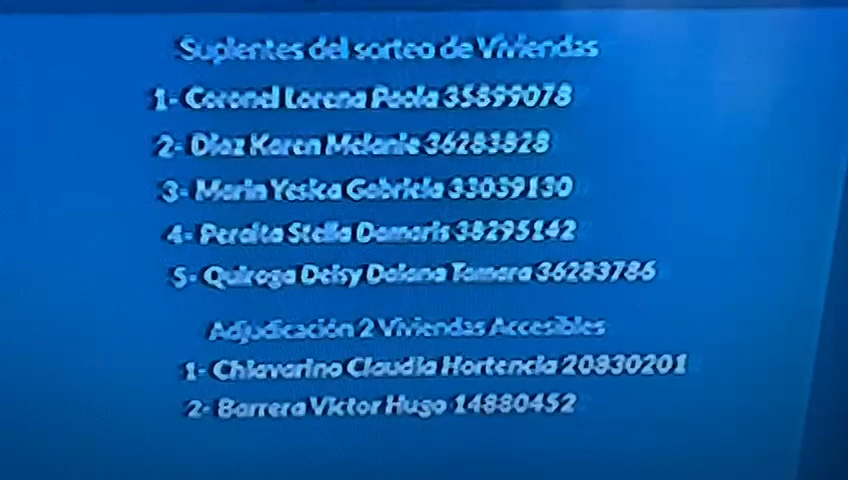 Suplentes del sorteo de Viviendas
1- Coronel Lorena Paola 35899078
2- Diaz Karen Melanie 36283828
3- Marin Yesica Gabriela 33039130
4- Peralta Stella Damaris 38295142
5- Quiroga Deisy Daiana Tamara 36283786
Adjudicación 2 Viviendas Accesibles
1- Chiavarino Claudia Hortencia 20830201
2- Barrera Victor Hugo 14880452